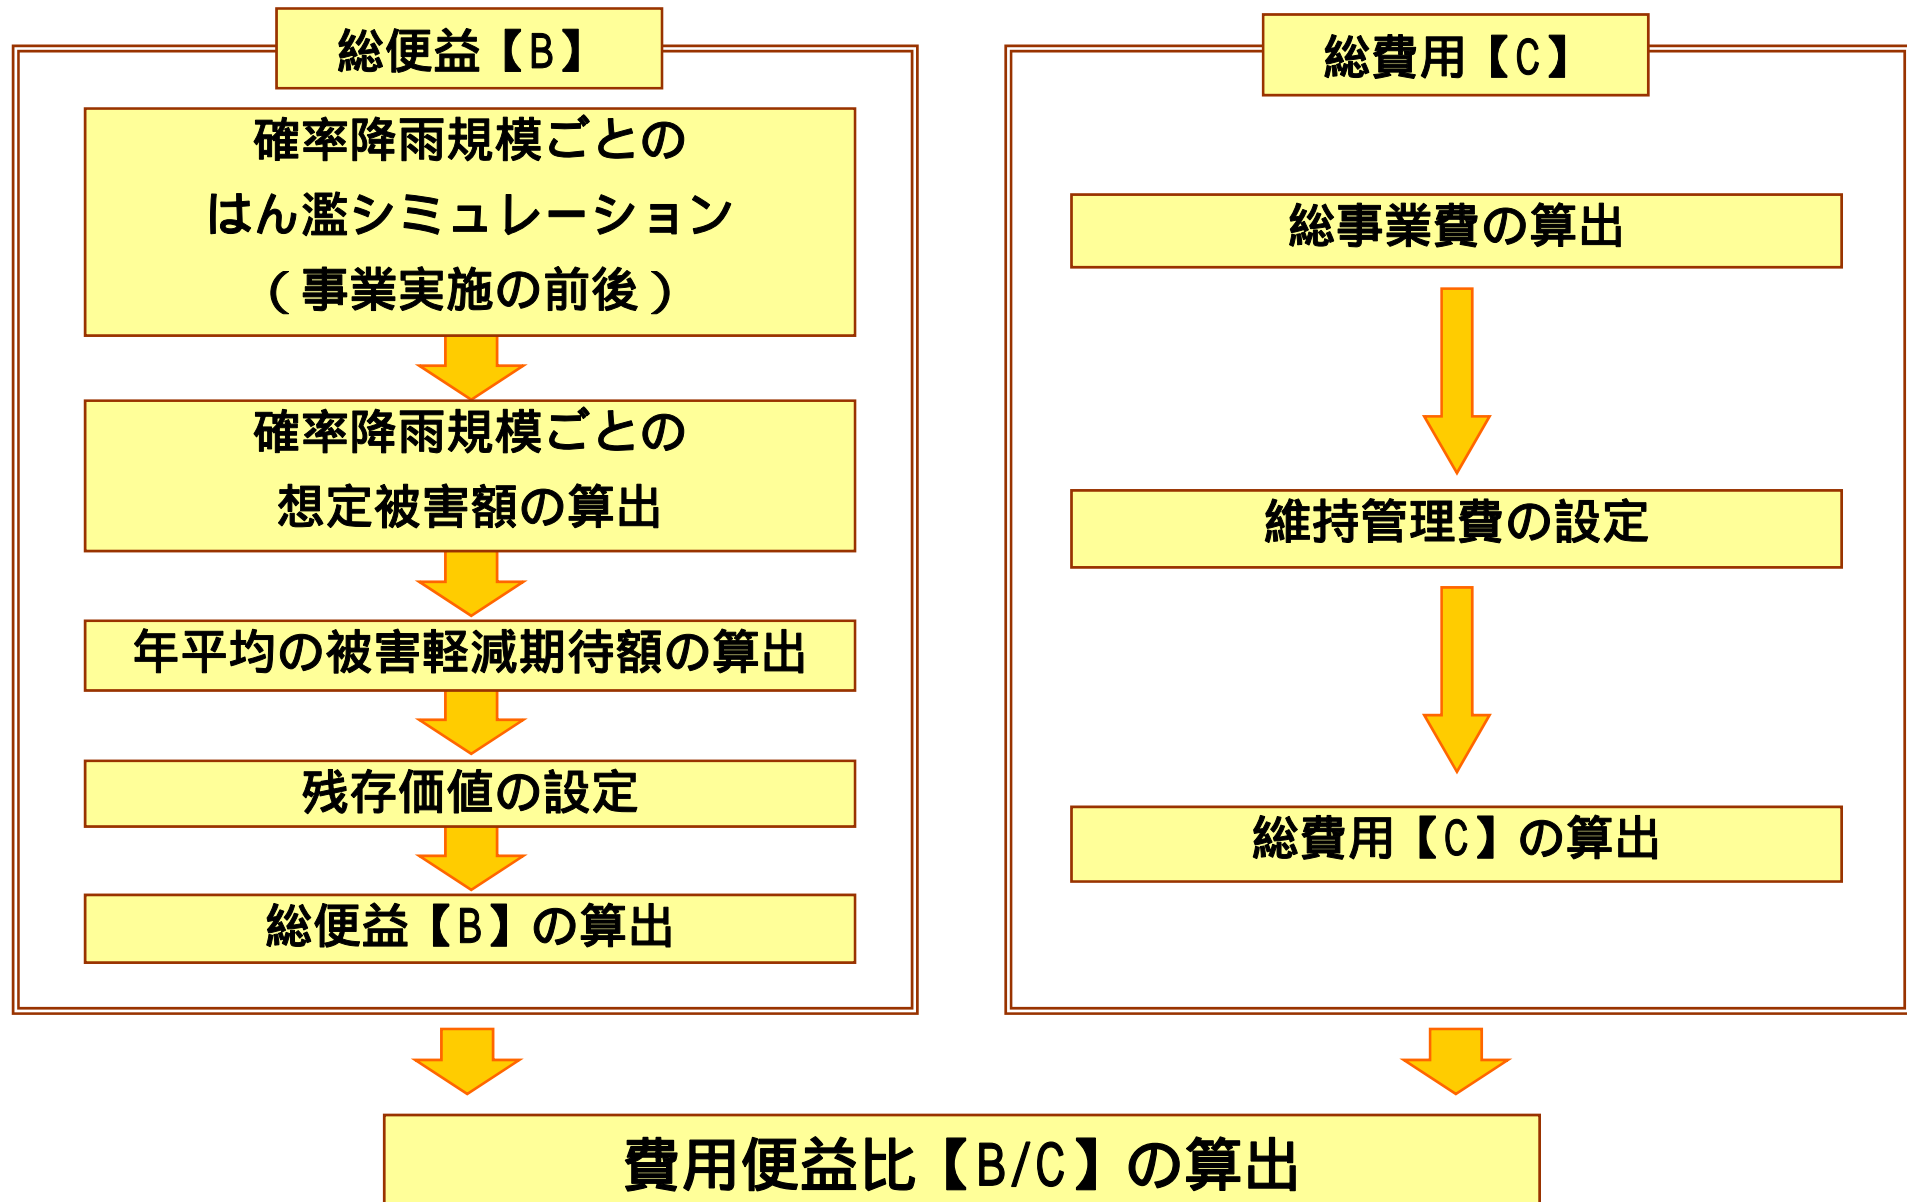 総便益【B】
確率降雨規模ごとの
はん濫シミュレーション
（事業実施の前後）
確率降雨規模ごとの
想定被害額の算出
年平均の被害軽減期待額の算出
残存価値の設定
総便益【B】の算出
総費用【C】
総事業費の算出
維持管理費の設定
総費用【C】の算出
費用便益比【B/C】の算出